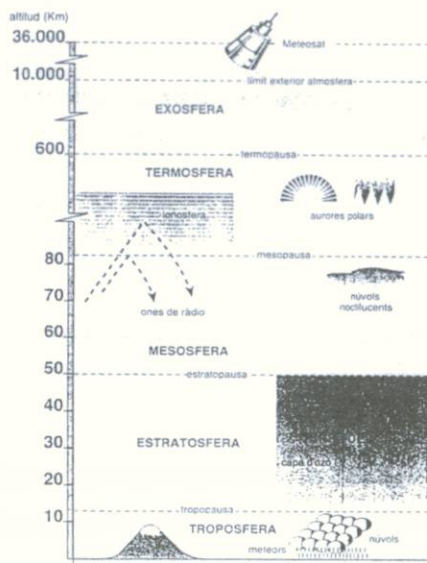 altitud (Km)
36.000
Meteosat
10.000
límit exterior atmosfera
EXOSFERA
600
termopausa
TERMOSFERA
ionosfera
aurores polars
80
mesopausa
70
núvols
noctilucents
ones de ràdio
60
MESOSFERA
50
estratopausa
40
30
ESTRATOSFERA
capa d'ozó
20
tropopausa
10
TROPOSFERA
núvols
meteors